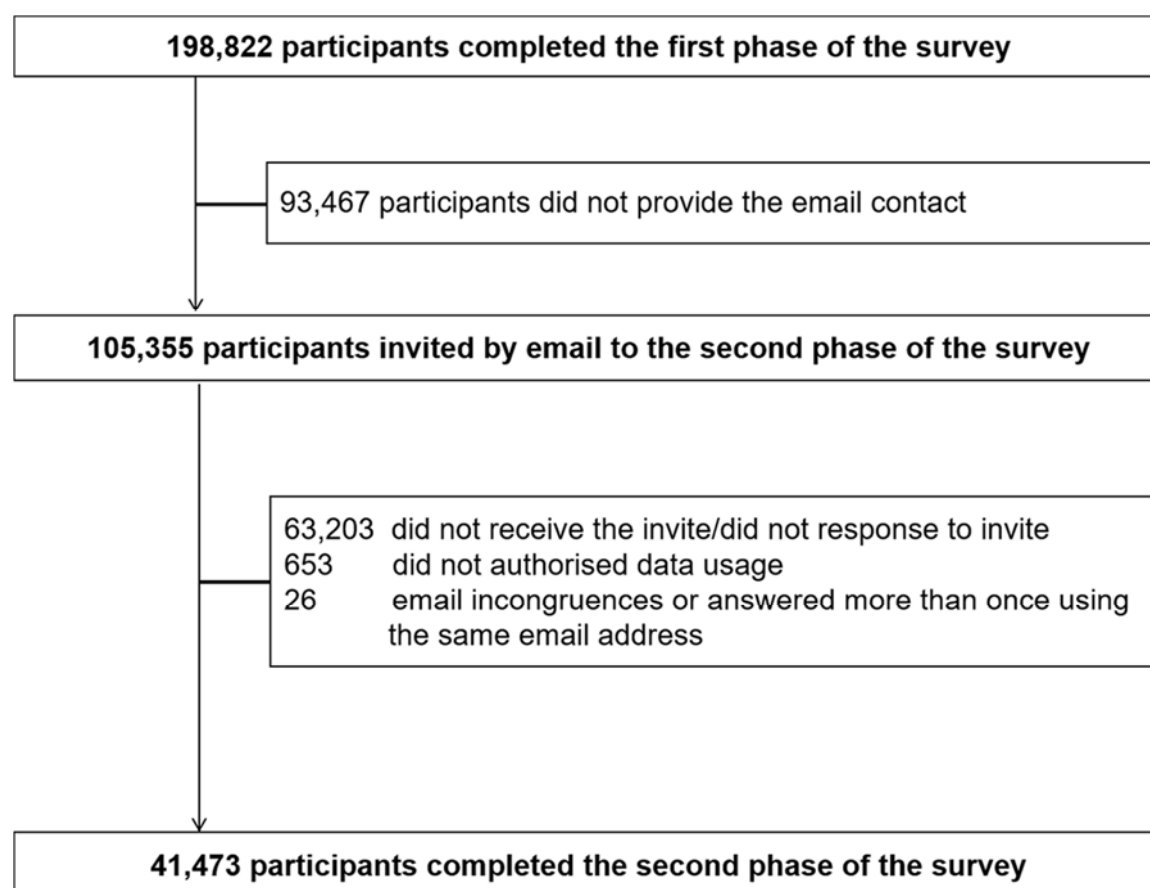 198,822 participants completed the first phase of the survey
93,467 participants did not provide the email contact
105,355 participants invited by email to the second phase of the survey
63,203 did not receive the invite/did not response to invite
653 did not authorised data usage
26 email incongruences or answered more than once using
the same email address
41,473 participants completed the second phase of the survey